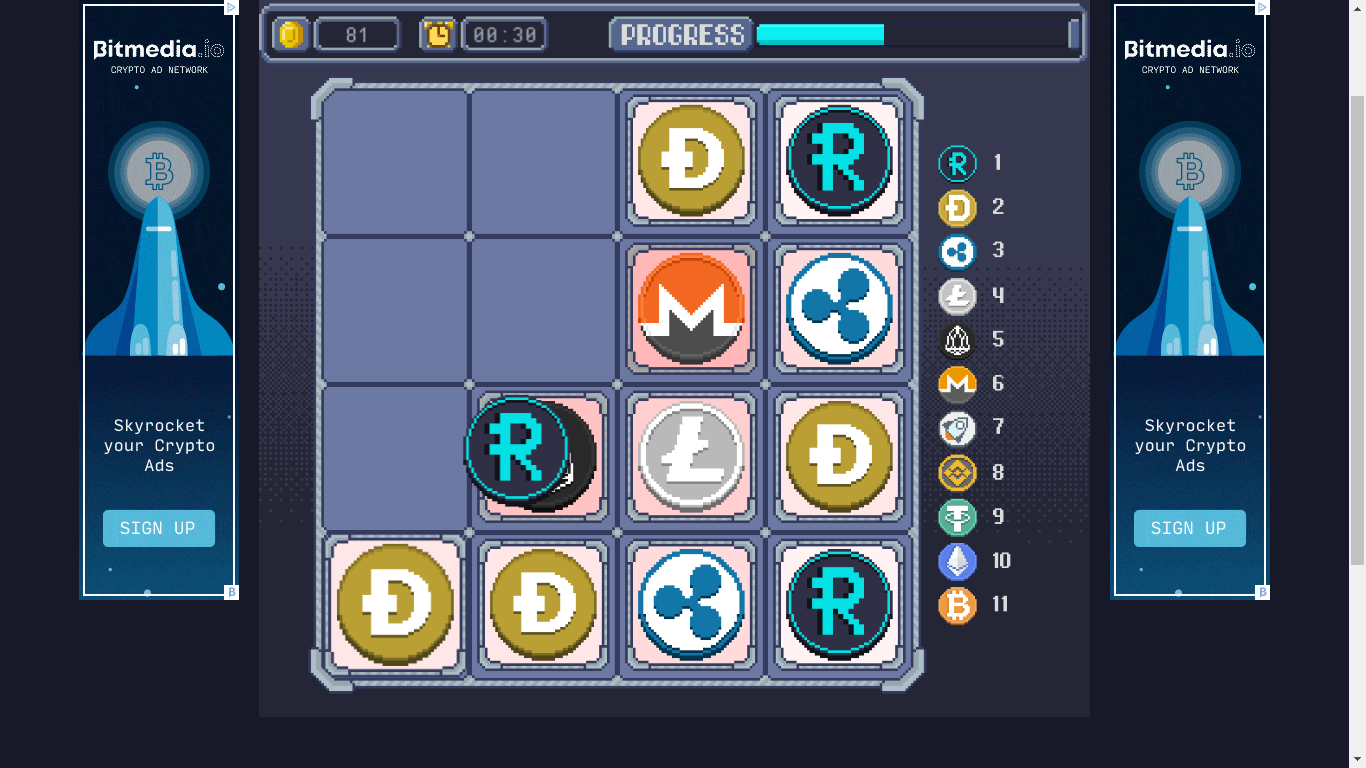 Bitmedia.io
CRYPTO AD NETWORK
Skyrocket
your Crypto
Ads
SIGN UP
B
81
00:30
PROGRESS
1
2
3
4
5
6
7
8
9
10
11
Bitmedia.io
CRYPTO AD NETWORK
Skyrocket
your Crypto
Ads
SIGN UP
B